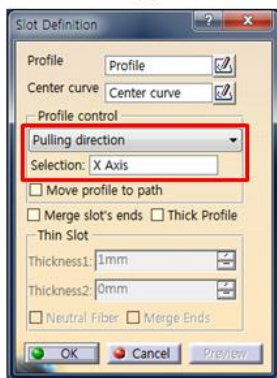 Slot Definition
Profile Profile
Center curve Center curve
Profile control
Pulling direction
Selection: X Axis
Move profile to path
Merge slot's ends Thick Profile
Thin Slot
Thickness1: 1mm
Thickness2: 0mm
Neutral Fiber Merge Ends
OK Cancel Preview